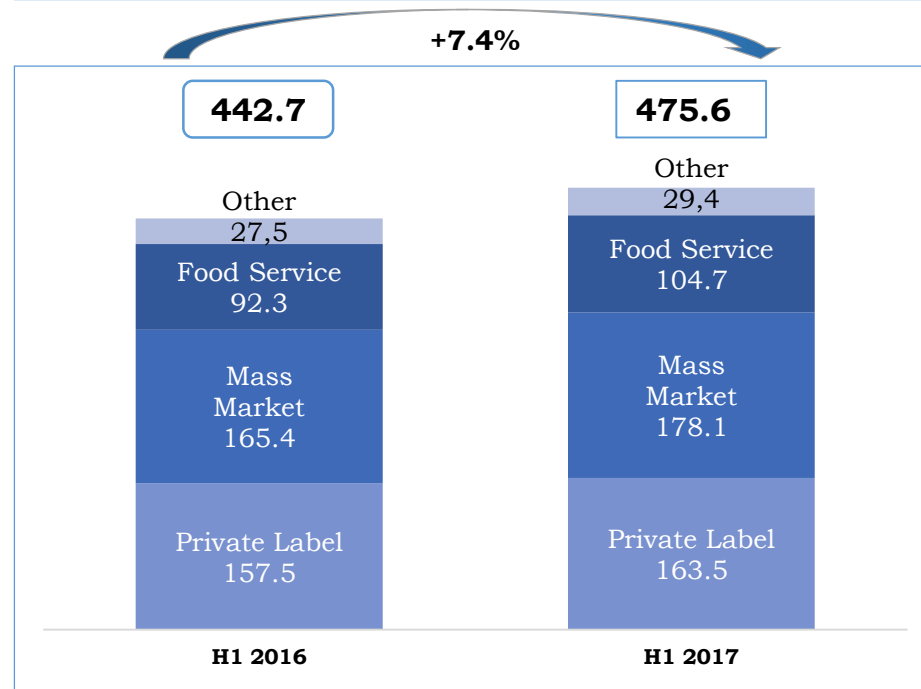 +7.4%
442.7
475.6
Other
27,5
Food Service
92.3
Mass
Market
165.4
Private Label
157.5
Other
29,4
Food Service
104.7
Mass
Market
178.1
Private Label
163.5
H1 2016
H1 2017